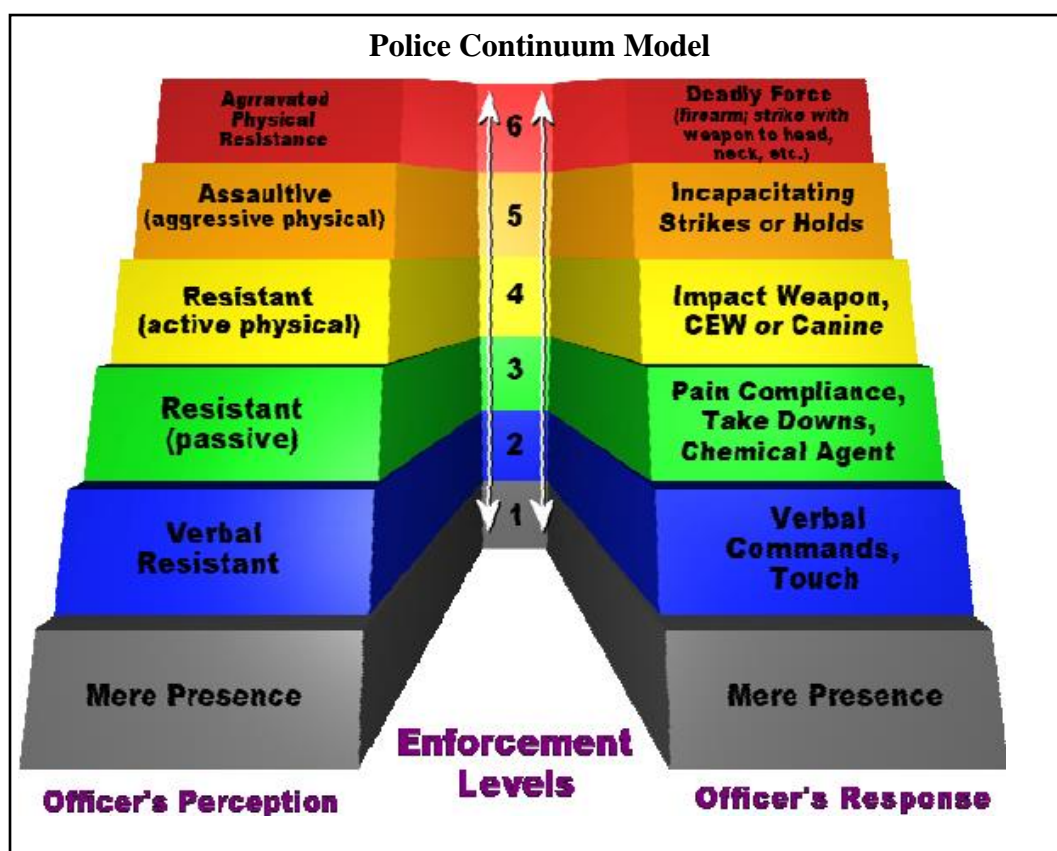 Police Continuum Model
Agrravated
Physical
Resistance
6
Deadly Force
(firearm; strike with
weapon to head,
neck, etc.)
Assaultive
(aggressive physical)
5
Incapacitating
Strikes or Holds
Resistant
(active physical)
4
Impact Weapon,
CEW or Canine
Resistant
(passive)
3
Pain Compliance,
Take Downs,
Chemical Agent
Verbal
Resistant
2
Verbal
Commands,
Touch
Mere Presence
1
Mere Presence
Enforcement
Levels
Officer's Perception
Officer's Response